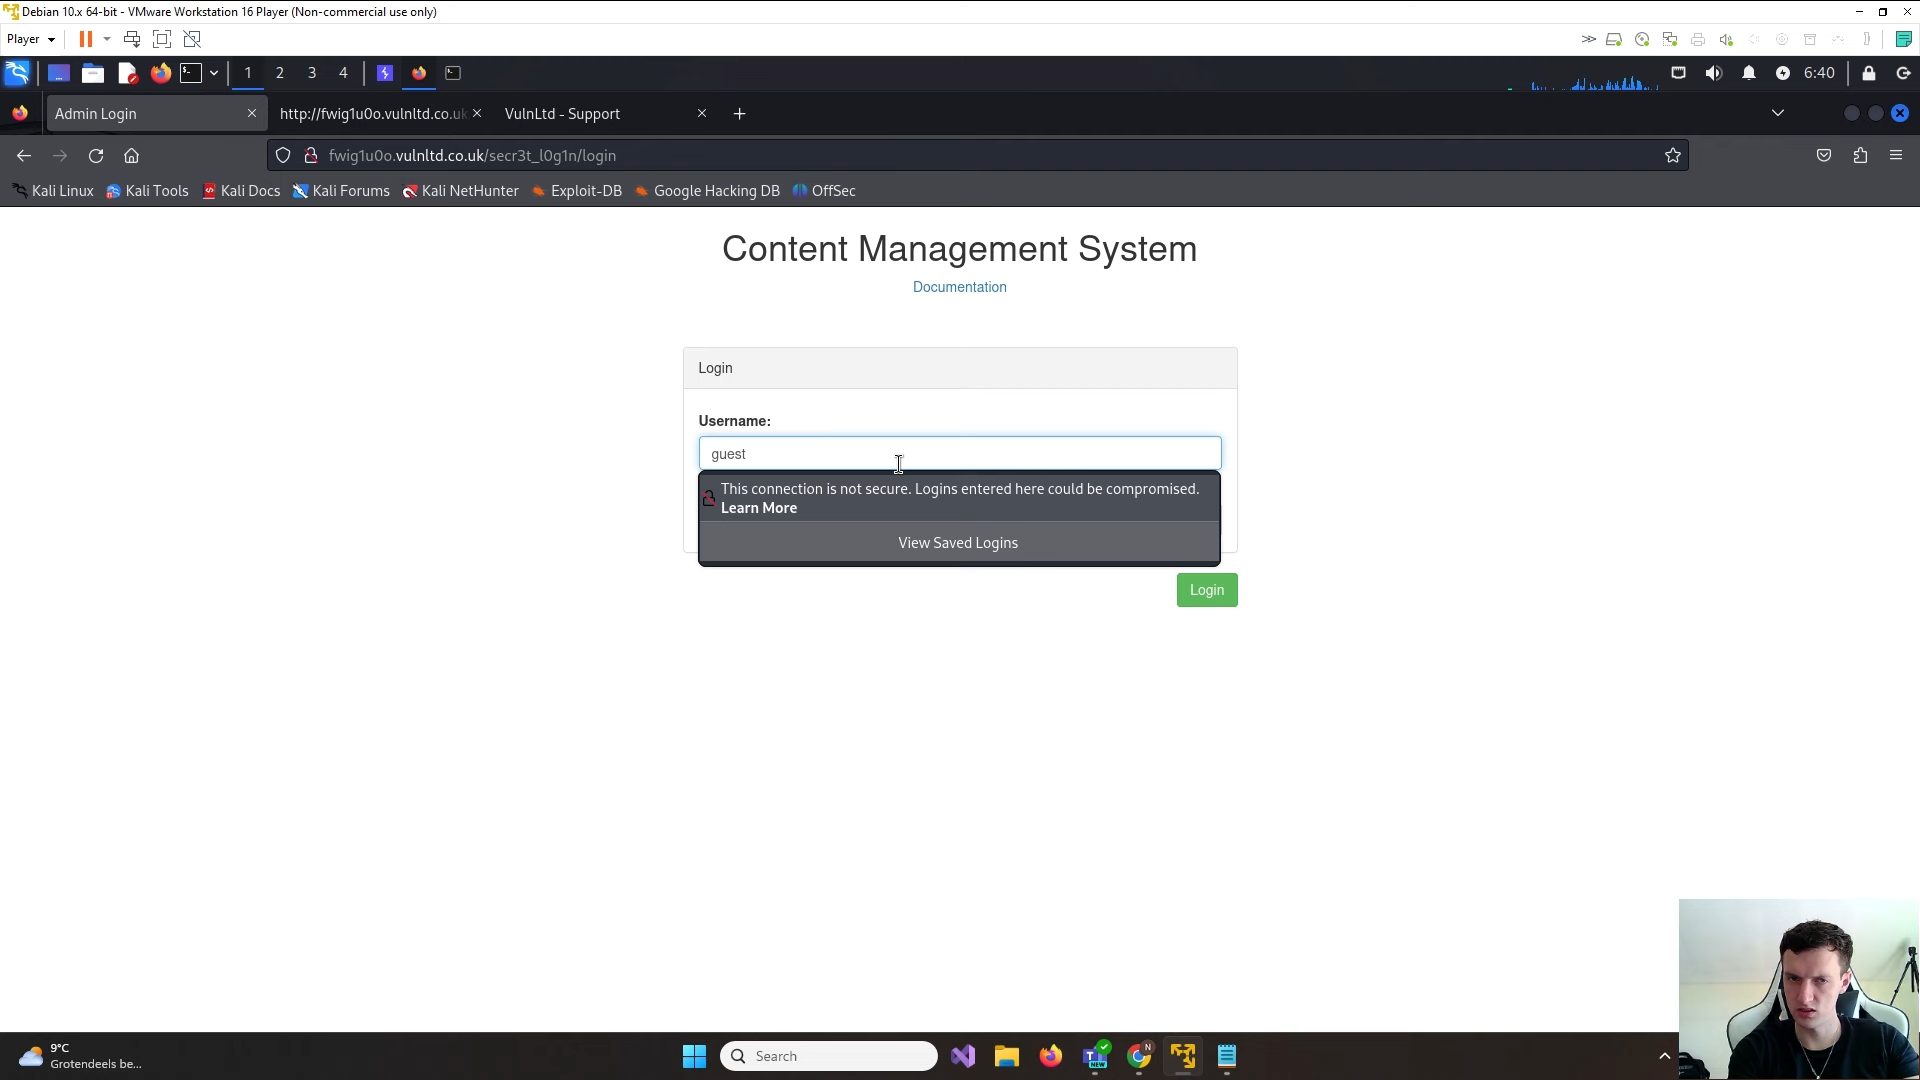 Debian 10.x 64-bit - VMware Workstation 16 Player (Non-commercial use only)
Player
1 2 3 4 6:40
Admin Login http://fwig1u0o.vulnltd.co.uk VulnLtd - Support
fwig1u0o.vulnltd.co.uk/secr3t_l0g1n/login
Kali Linux Kali Tools Kali Docs Kali Forums Kali NetHunter Exploit-DB Google Hacking DB OffSec
Content Management System
Documentation
Login
Username:
guest
This connection is not secure. Logins entered here could be compromised.
Learn More
View Saved Logins
Login
9°C
Grotendeels be...
Search
NEW
N